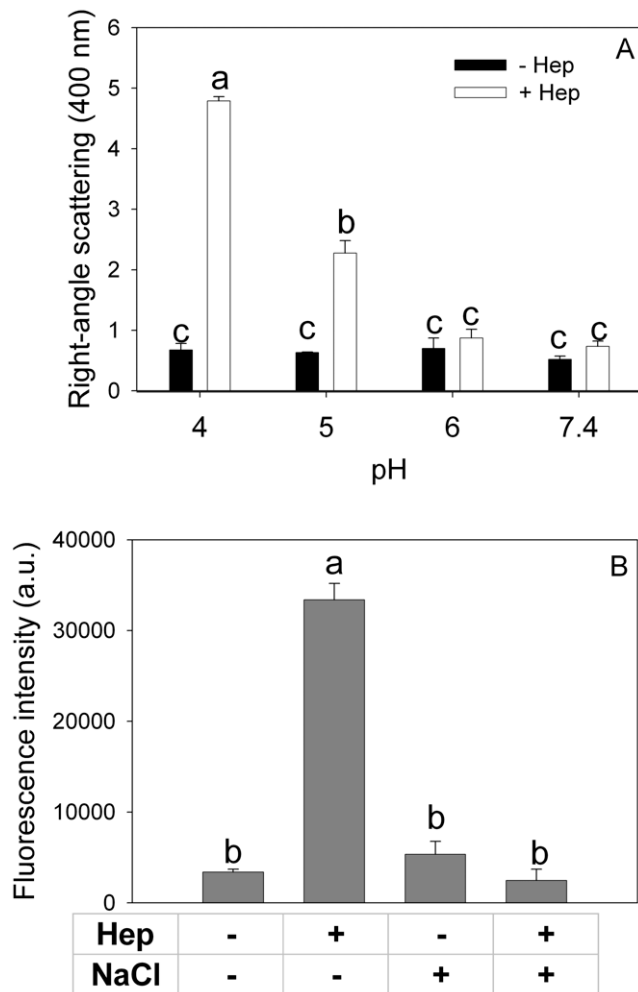 Right-angle scattering (400 nm)
6
5
4
3
2
1
0
A
- Hep
+ Hep
a
b
c
c
c
c
c
c
4
5
6
7.4
pH
Fluorescence intensity (a.u.)
40000
30000
20000
10000
0
B
a
b
b
b
Hep - + - +
NaCl - - + +